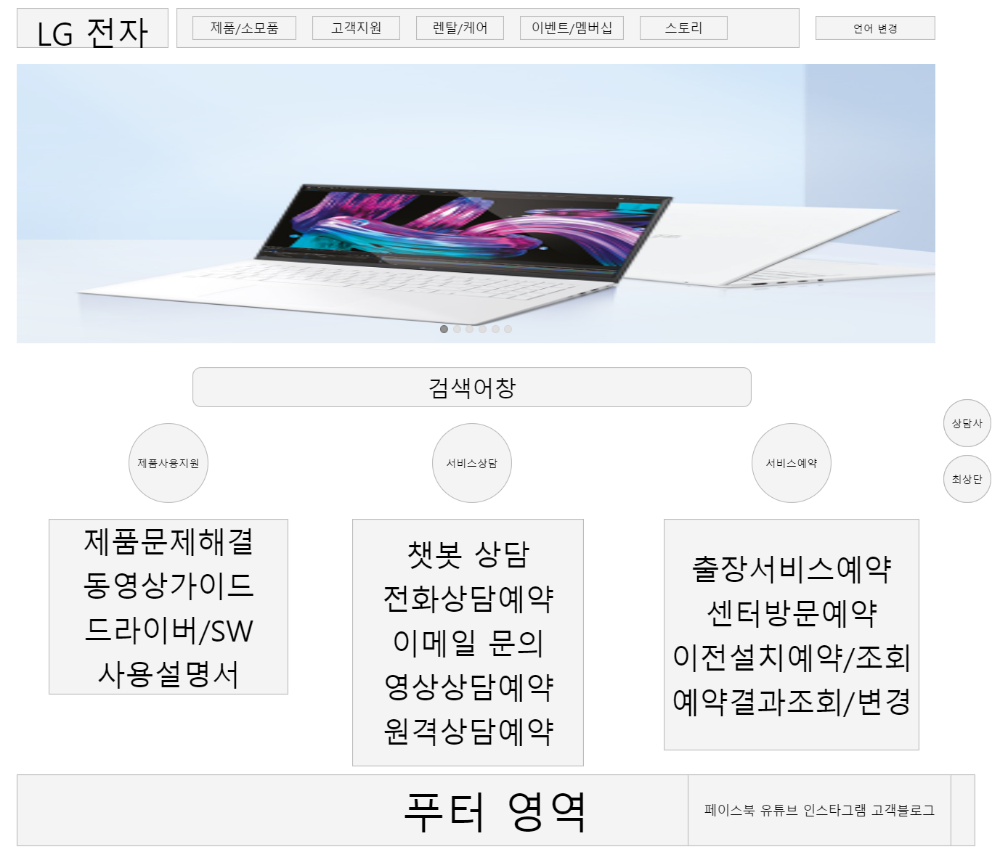 LG 전자
제품/소모품
고객지원
렌탈/케어
이벤트/멤버십
스토리
언어 변경
검색어창
상담사
최상단
제품사용지원
서비스상담
서비스예약
제품문제해결
동영상가이드
드라이버/SW
사용설명서
챗봇 상담
전화상담예약
이메일 문의
영상상담예약
원격상담예약
출장서비스예약
센터방문예약
이전설치예약/조회
예약결과조회/변경
푸터 영역
페이스북 유튜브 인스타그램 고객블로그